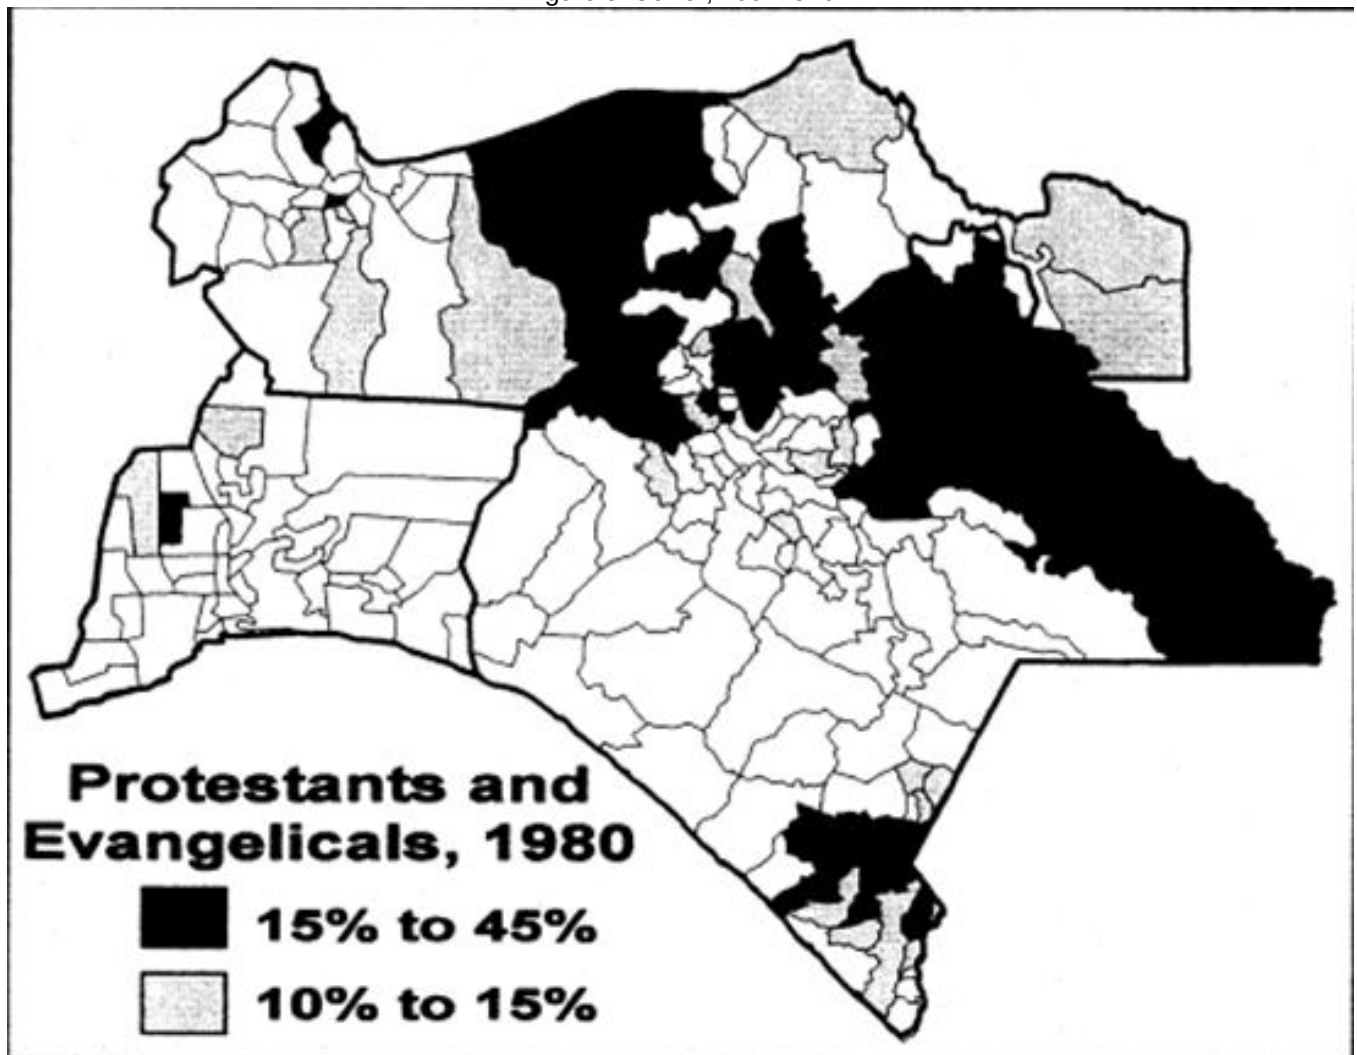 Protestants and
Evangelicals, 1980
15% to 45%
10% to 15%